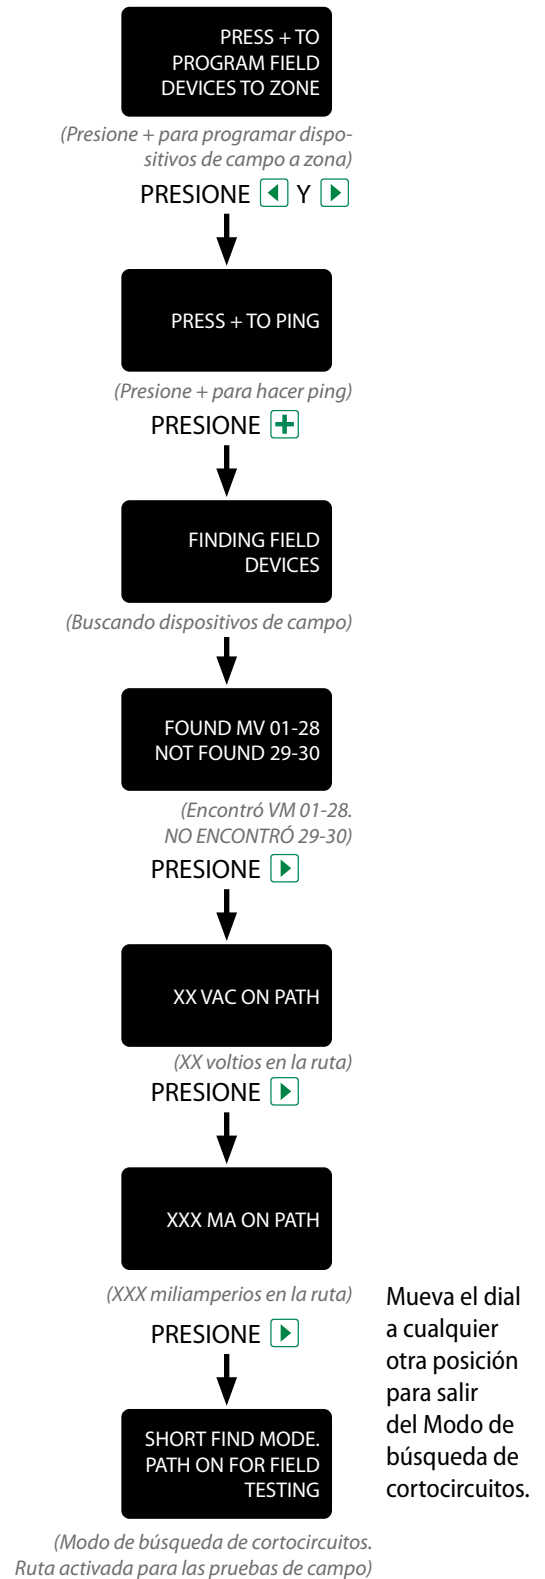 PRESS + TO
PROGRAM FIELD
DEVICES TO ZONE
(Presione + para programar dispo-
sitivos de campo a zona)
PRESIONE ◀ Y ▶
PRESS + TO PING
(Presione + para hacer ping)
PRESIONE +
FINDING FIELD
DEVICES
(Buscando dispositivos de campo)
FOUND MV 01-28
NOT FOUND 29-30
(Encontró VM 01-28.
NO ENCONTRÓ 29-30)
PRESIONE ▶
XX VAC ON PATH
(XX voltios en la ruta)
PRESIONE ▶
XXX MA ON PATH
(XXX miliamperios en la ruta)
PRESIONE ▶
SHORT FIND MODE.
PATH ON FOR FIELD
TESTING
(Modo de búsqueda de cortocircuitos.
Ruta activada para las pruebas de campo)
Mueva el dial
a cualquier
otra posición
para salir
del Modo de
búsqueda de
cortocircuitos.